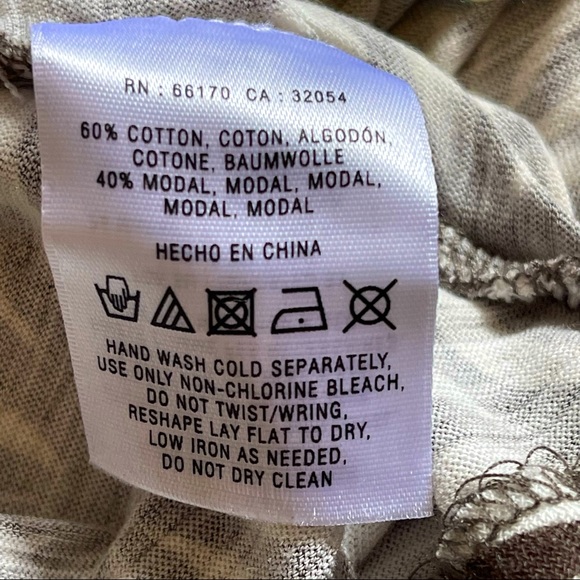 RN : 66170 CA : 32054
60% COTTON, COTON, ALGODÓN,
COTONE, BAUMWOLLE
40% MODAL, MODAL, MODAL,
MODAL, MODAL
HECHO EN CHINA
HAND WASH COLD SEPARATELY,
USE ONLY NON-CHLORINE BLEACH,
DO NOT TWIST/WRING,
RESHAPE LAY FLAT TO DRY,
LOW IRON AS NEEDED,
DO NOT DRY CLEAN